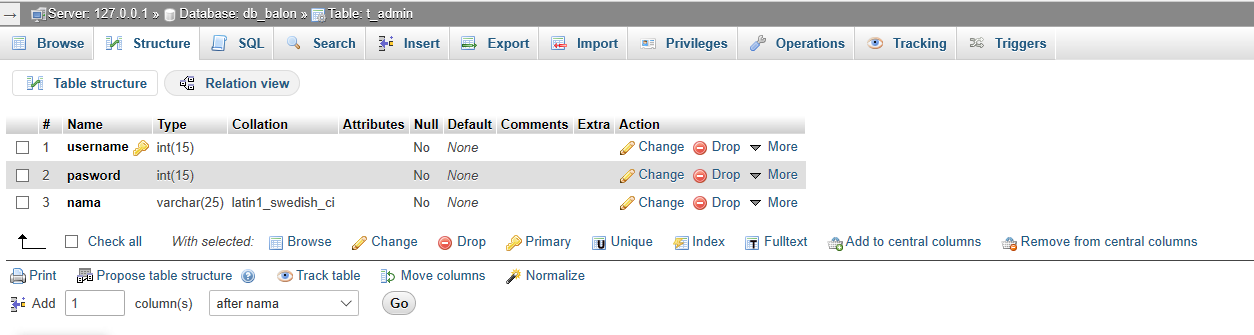 Server: 127.0.0.1 » Database: db_balon » Table: t_admin
Browse Structure SQL Search Insert Export Import Privileges Operations Tracking Triggers
Table structure Relation view
# Name Type Collation Attributes Null Default Comments Extra Action
1 username int(15) No None Change Drop More
2 pasword int(15) No None Change Drop More
3 nama varchar(25) latin1_swedish_ci No None Change Drop More
Check all With selected: Browse Change Drop Primary Unique Index Fulltext Add to central columns Remove from central columns
Print Propose table structure Track table Move columns Normalize
Add 1 column(s) after nama Go